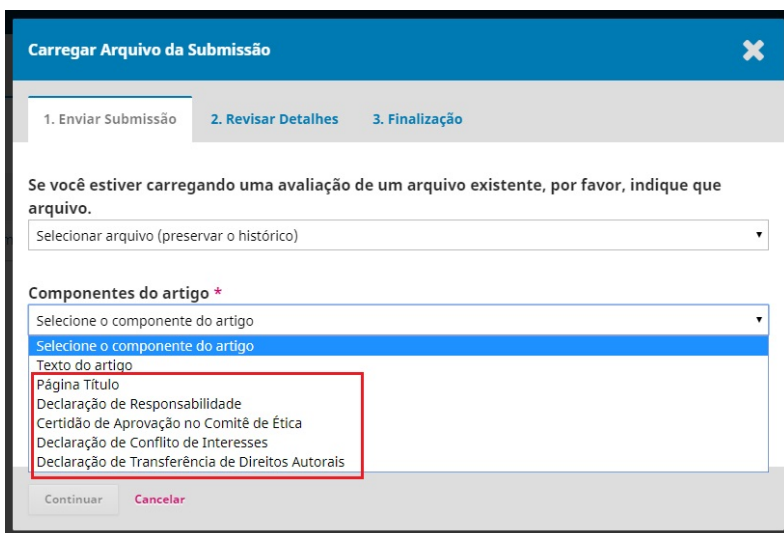 Carregar Arquivo da Submissão
1. Enviar Submissão 2. Revisar Detalhes 3. Finalização
Se você estiver carregando uma avaliação de um arquivo existente, por favor, indique que
arquivo.
Selecionar arquivo (preservar o histórico)
Componentes do artigo *
Selecione o componente do artigo
Selecione o componente do artigo
Texto do artigo
Página Título
Declaração de Responsabilidade
Certidão de Aprovação no Comitê de Ética
Declaração de Conflito de Interesses
Declaração de Transferência de Direitos Autorais
Continuar Cancelar